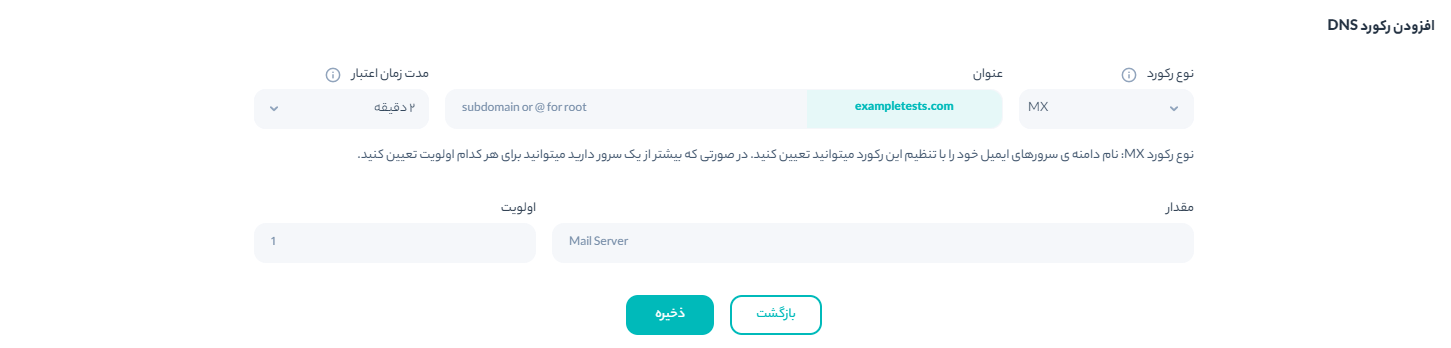 افزودن رکورد DNS
نوع رکورد
عنوان
مدت زمان اعتبار
MX
exampletests.com
subdomain or @ for root
۲ دقیقه
نوع رکورد MX: نام دامنه ی سرورهای ایمیل خود را با تنظیم این رکورد میتوانید تعیین کنید. در صورتی که بیشتر از یک سرور دارید میتوانید برای هر کدام اولویت تعیین کنید.
مقدار
اولویت
Mail Server
1
بازگشت
ذخیره